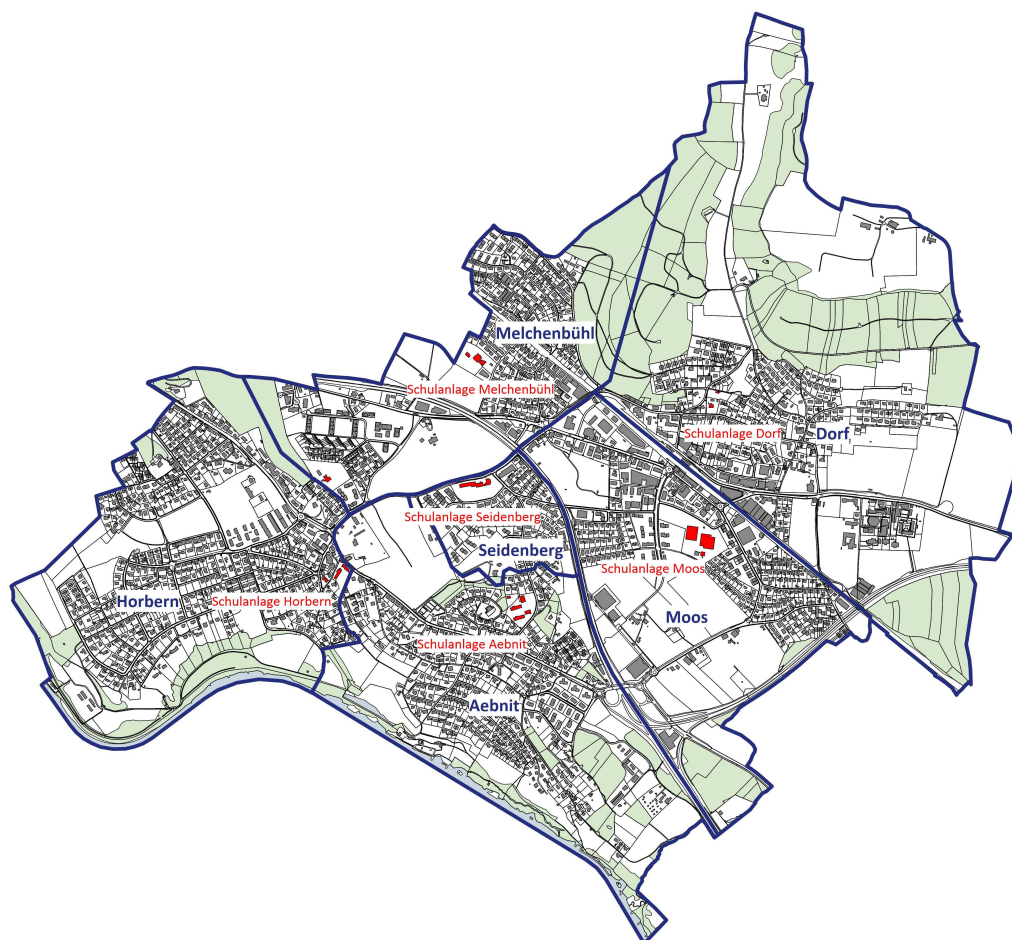 Melchenbühl
Schulanlage Melchenbühl
Schulanlage Dorf
Dorf
Schulanlage Seidenberg
Seidenberg
Schulanlage Moos
Horbern
Schulanlage Horbern
Moos
Schulanlage Aebnit
Aebnit